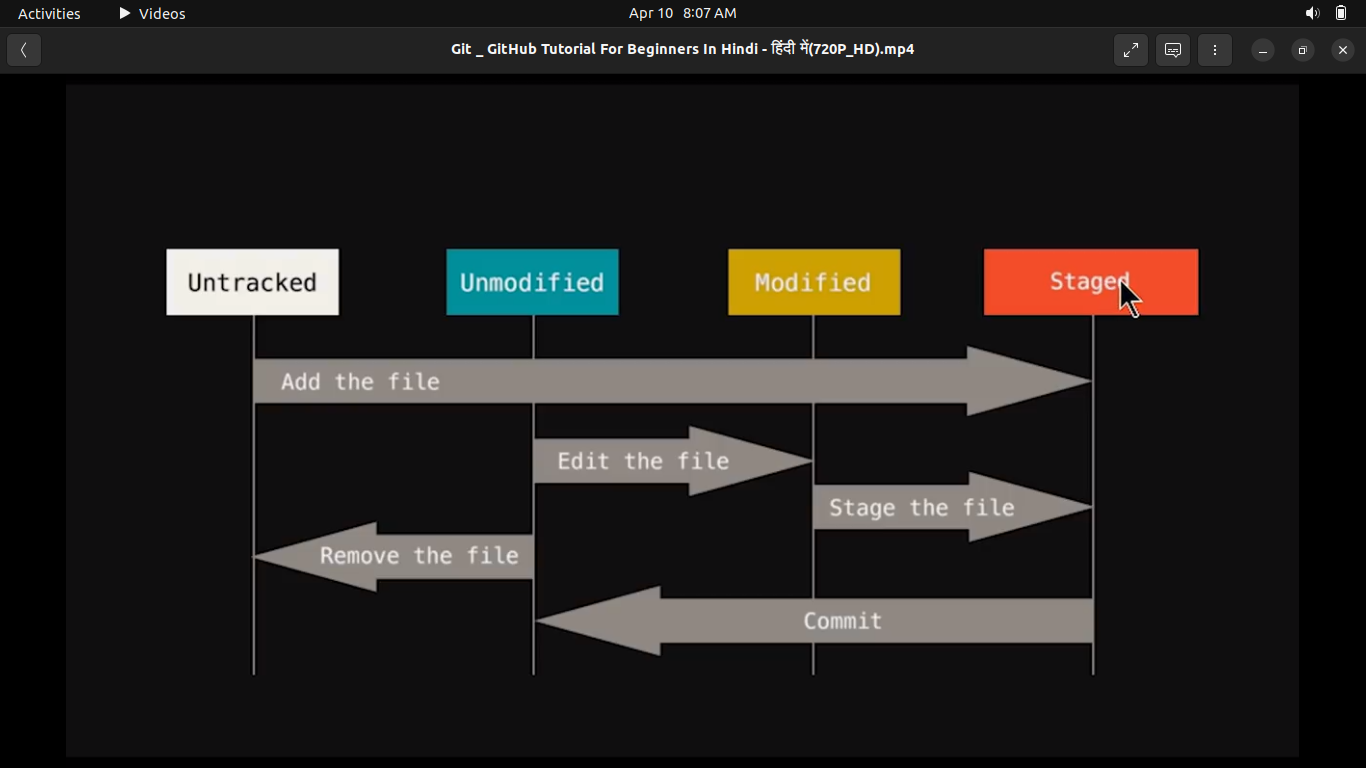 Activities Videos Apr 10 8:07 AM
Git _ GitHub Tutorial For Beginners In Hindi - हिंदी में(720P_HD).mp4
Untracked Unmodified Modified Staged
Add the file
Edit the file
Stage the file
Remove the file
Commit